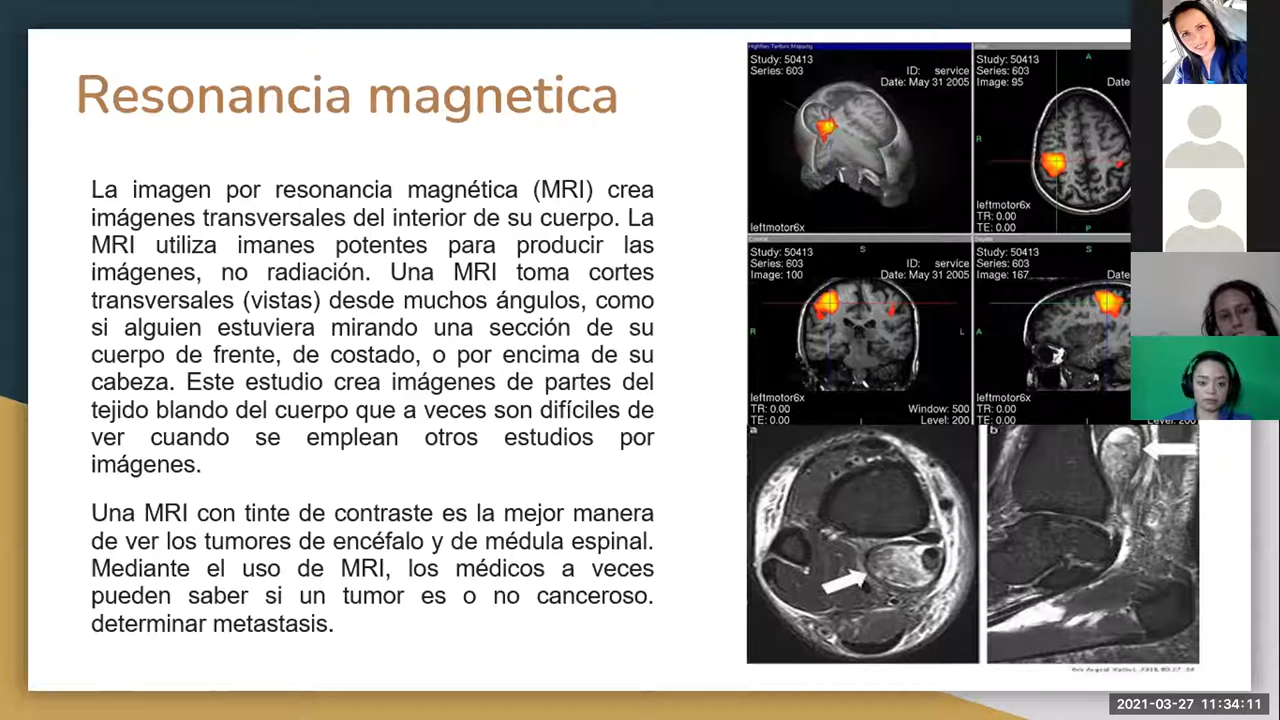 Resonancia magnetica
La imagen por resonancia magnética (MRI) crea
imágenes transversales del interior de su cuerpo. La
MRI utiliza imanes potentes para producir las
imágenes, no radiación. Una MRI toma cortes
transversales (vistas) desde muchos ángulos, como
si alguien estuviera mirando una sección de su
cuerpo de frente, de costado, o por encima de su
cabeza. Este estudio crea imágenes de partes del
tejido blando del cuerpo que a veces son difíciles de
ver cuando se emplean otros estudios por
imágenes.
Una MRI con tinte de contraste es la mejor manera
de ver los tumores de encéfalo y de médula espinal.
Mediante el uso de MRI, los médicos a veces
pueden saber si un tumor es o no canceroso.
determinar metastasis.
Study: 50413
Series: 603
ID: service
Date: May 31 2005
leftmotor6x
Study: 50413
Series: 603
Image: 95
A
Date
R
leftmotor6x
TR: 0.00
TE: 0.00
P
Study: 50413
Series: 603
Image: 100
S
ID: service
Date: May 31 2005
R
L
leftmotor6x
TR: 0.00
TE: 0.00
Window: 500
Level: 200
Study: 50413
Series: 603
Image: 167
S
Date
A
leftmotor6x
TR: 0.00
TE: 0.00
Level: 200
a
b
2021-03-27 11:34:11